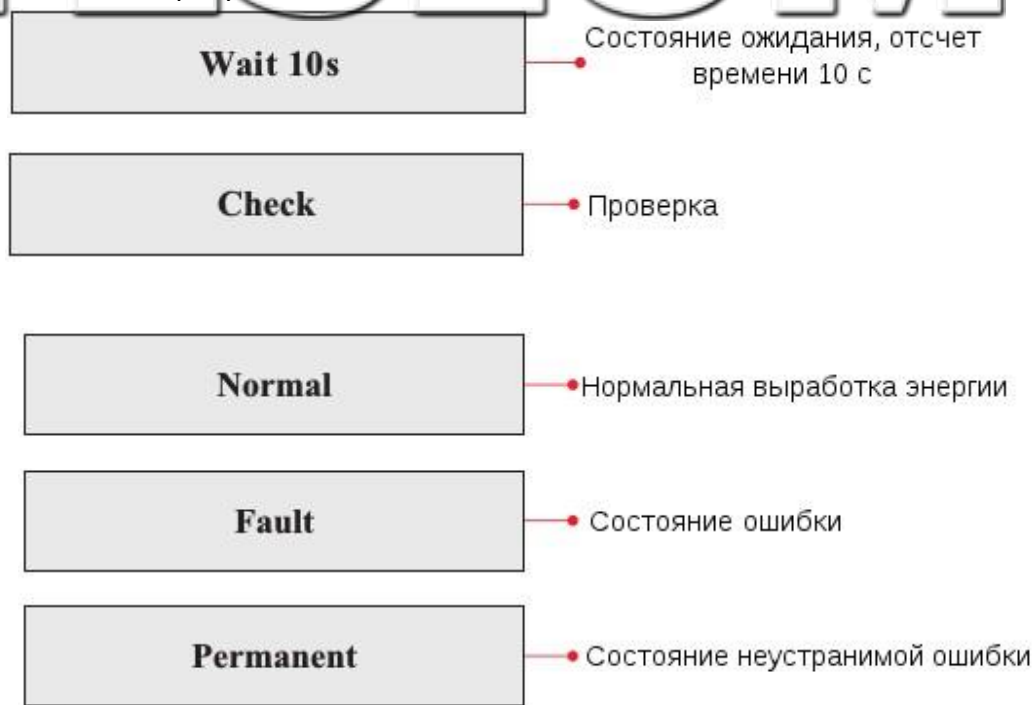 Wait 10s
Состояние ожидания, отсчет
времени 10 с
Check
Проверка
Normal
Нормальная выработка энергии
Fault
Состояние ошибки
Permanent
Состояние неустранимой ошибки